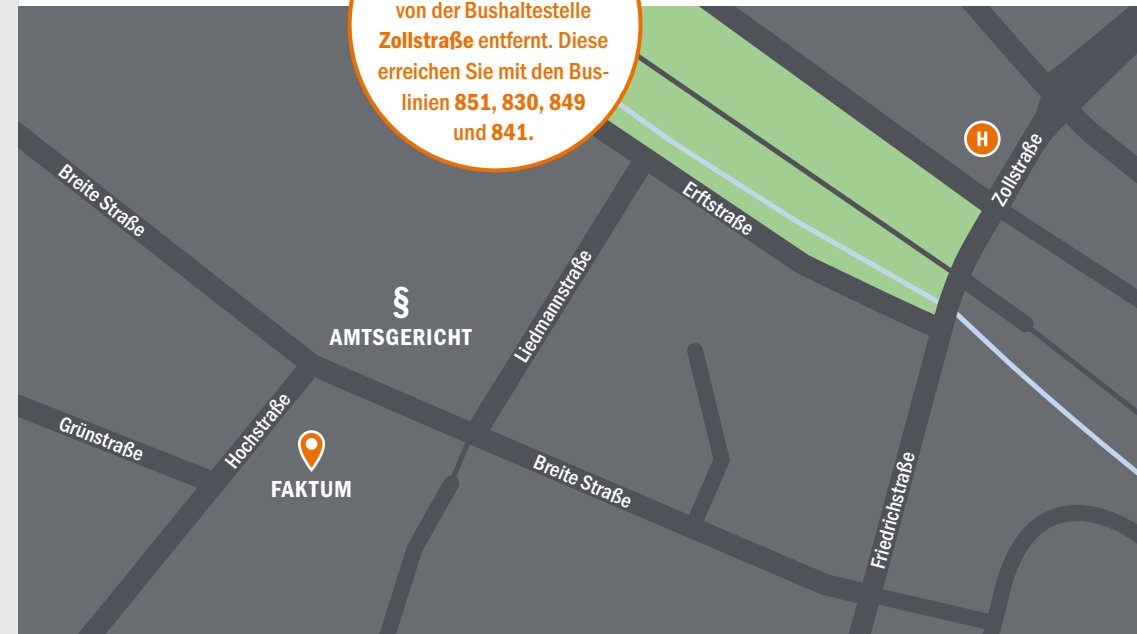 von der Bushaltestelle
Zollstraße entfernt. Diese
erreichen Sie mit den Bus-
linien 851, 830, 849
und 841.
H
Zollstraße
Breite Straße
Erftstraße
Liedmannstraße
§
AMTSGERICHT
Hochstraße
Grünstraße
FAKTUM
Breite Straße
Friedrichstraße